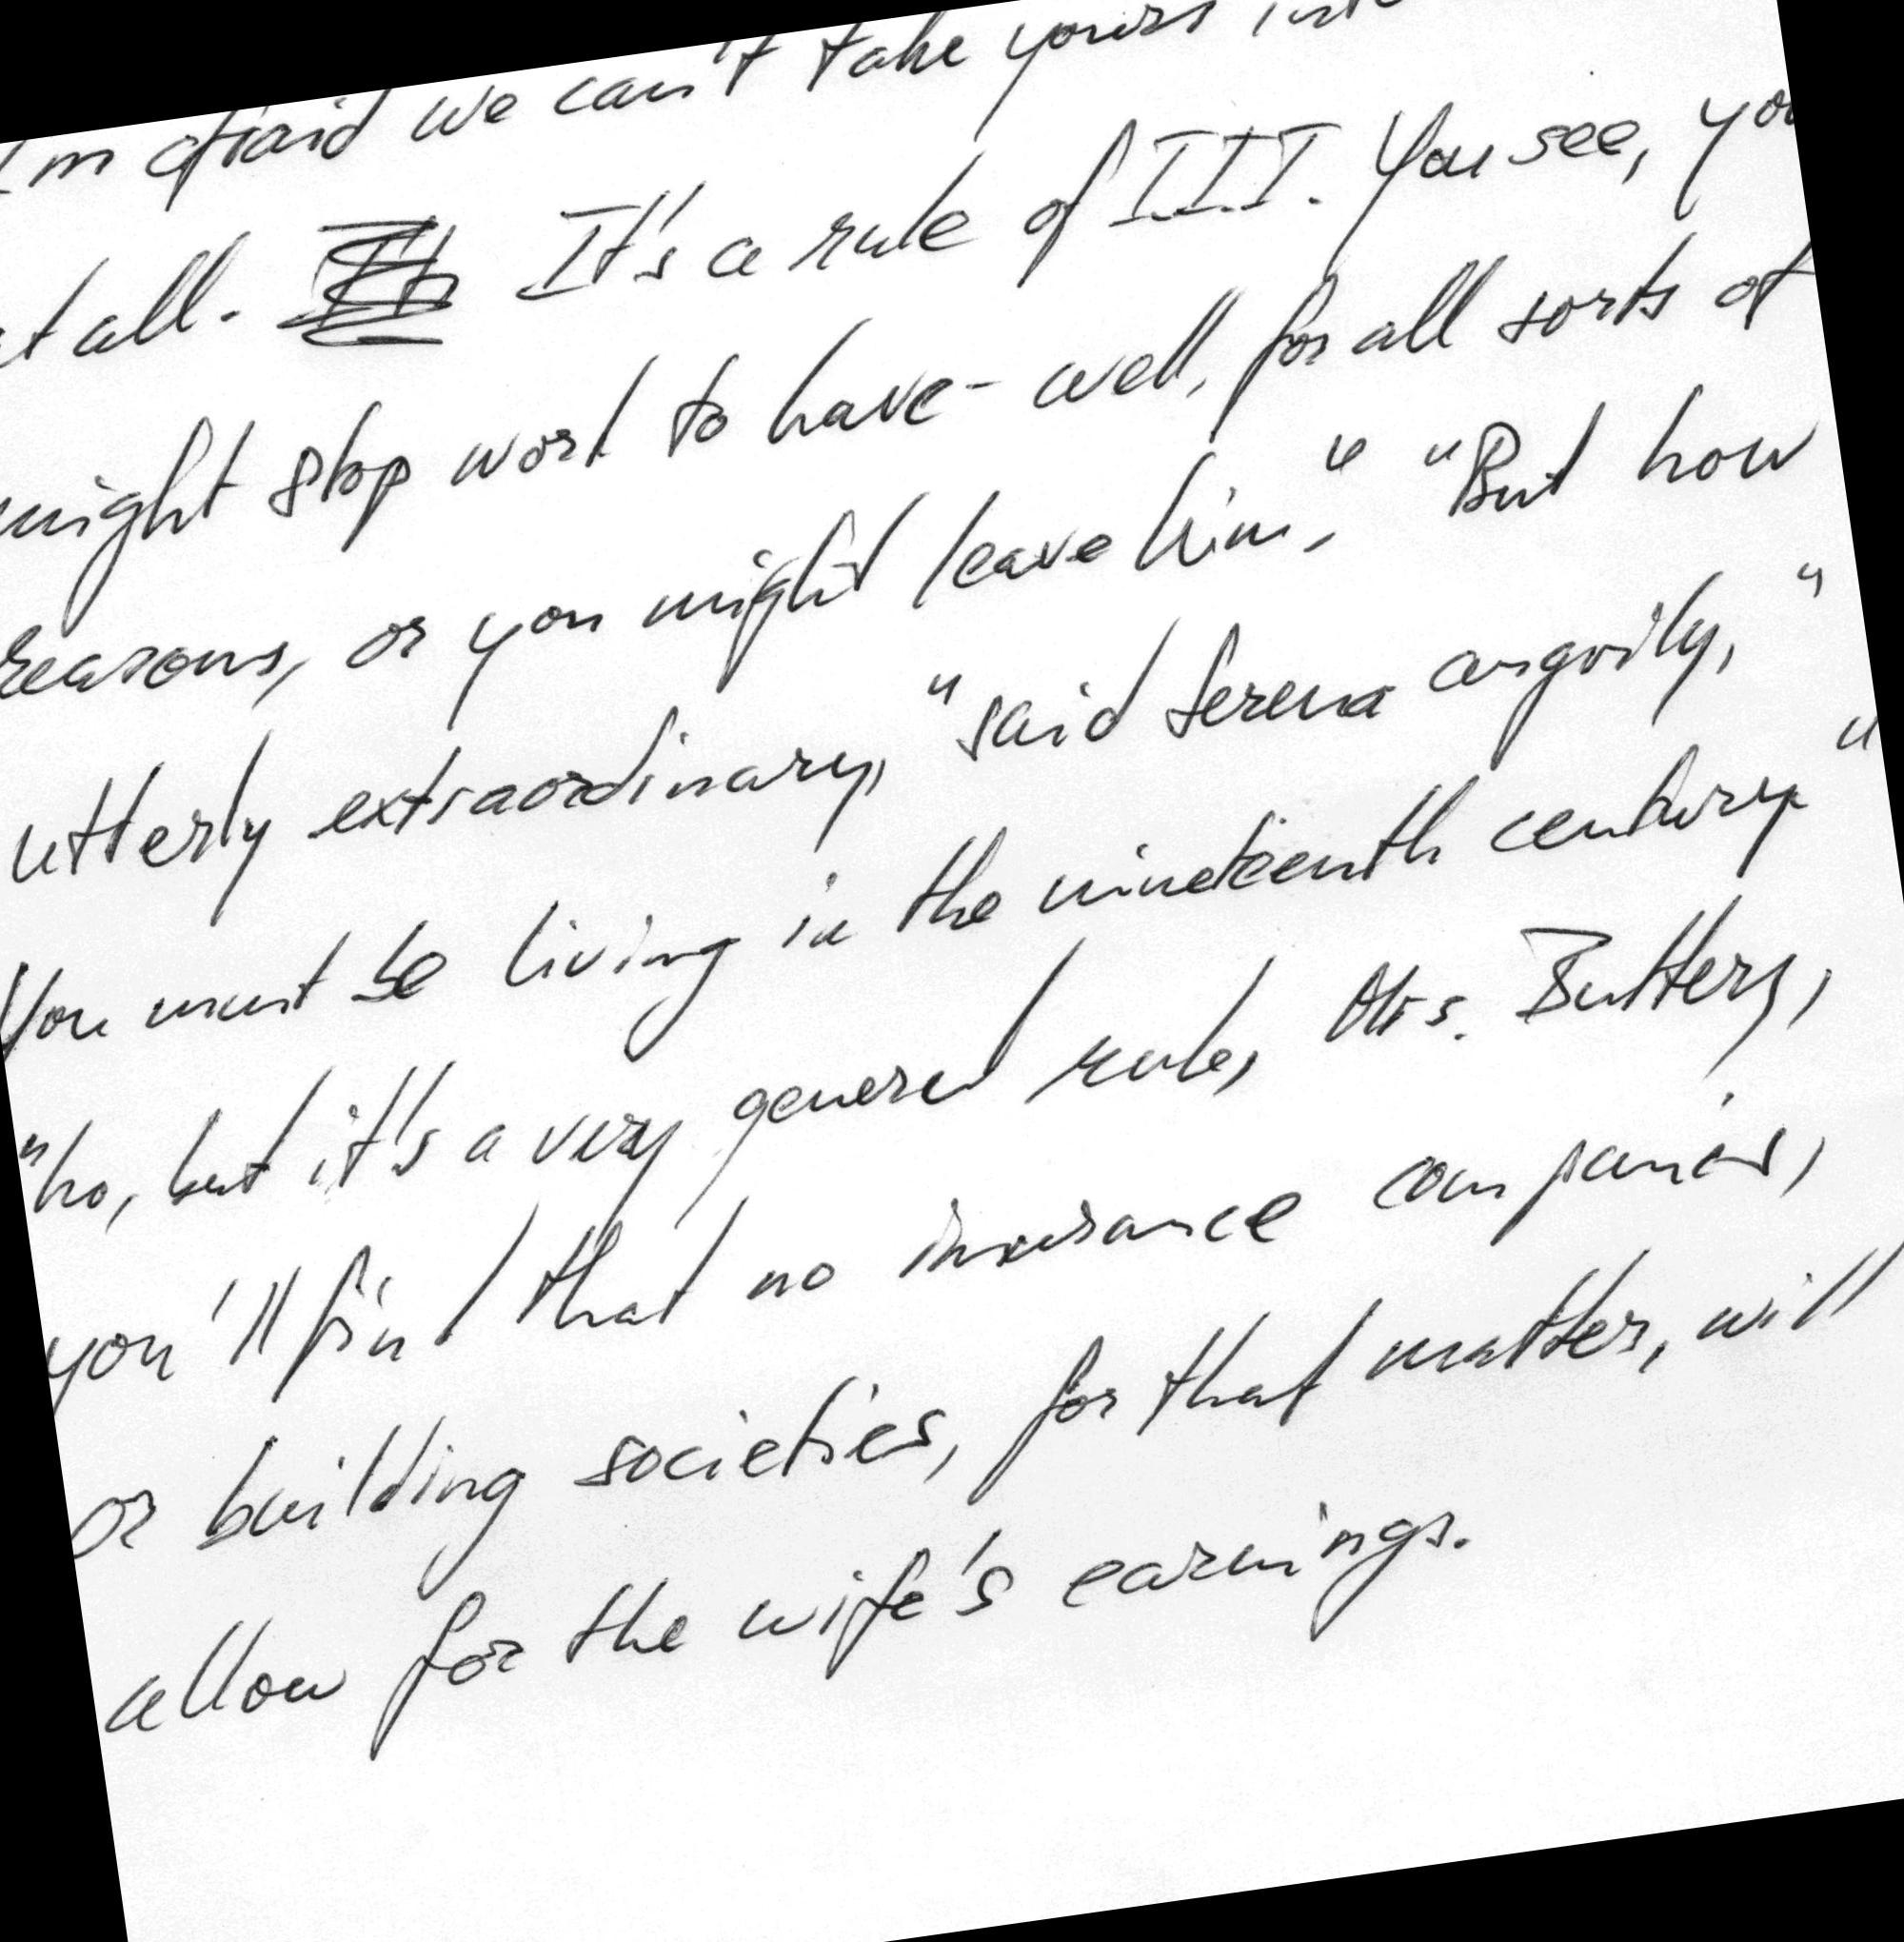 I'm afraid we can't take yours into
at all. It's a rule of III. You see, you
might stop work to have - well, for all sorts of
reasons, or you might leave him." "But how
utterly extraordinary," said Serena angrily, "
You must be living in the nineteenth century."
"No, but it's a very general rule, Mrs. Buttery,
you'll find that no insurance companies,
or building societies, for that matter, will
allow for the wife's earnings.